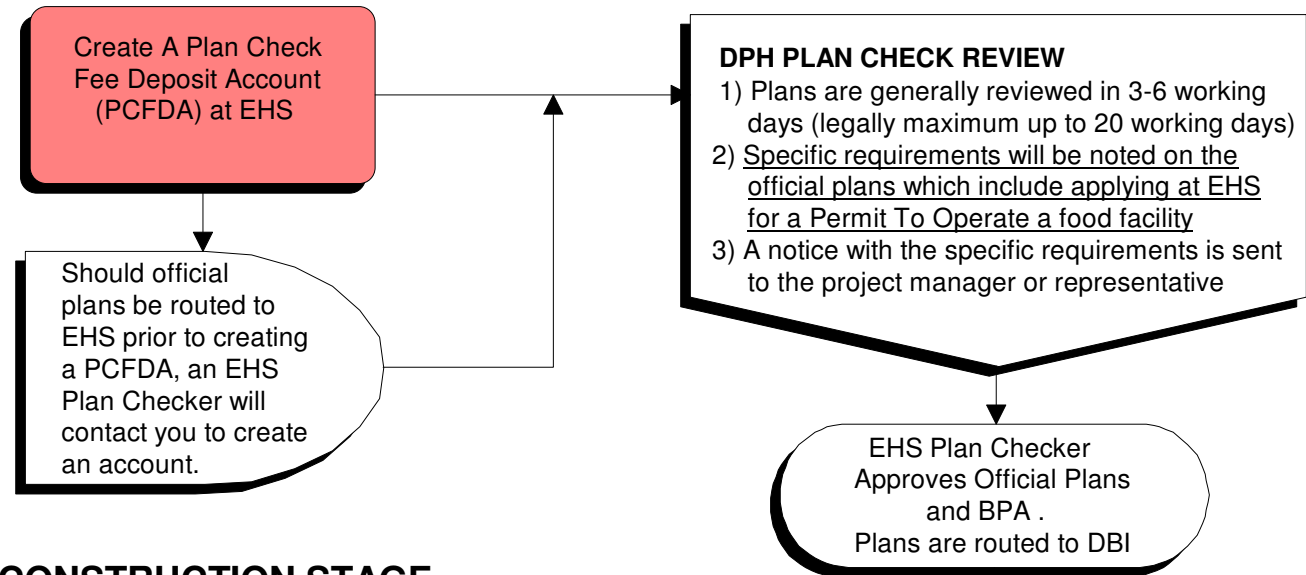 Create A Plan Check
Fee Deposit Account
(PCFDA) at EHS
Should official
plans be routed to
EHS prior to creating
a PCFDA, an EHS
Plan Checker will
contact you to create
an account.
DPH PLAN CHECK REVIEW
1) Plans are generally reviewed in 3-6 working
days (legally maximum up to 20 working days)
2) Specific requirements will be noted on the
official plans which include applying at EHS
for a Permit To Operate a food facility
3) A notice with the specific requirements is sent
to the project manager or representative
EHS Plan Checker
Approves Official Plans
and BPA .
Plans are routed to DBI
CONSTRUCTION STAGE